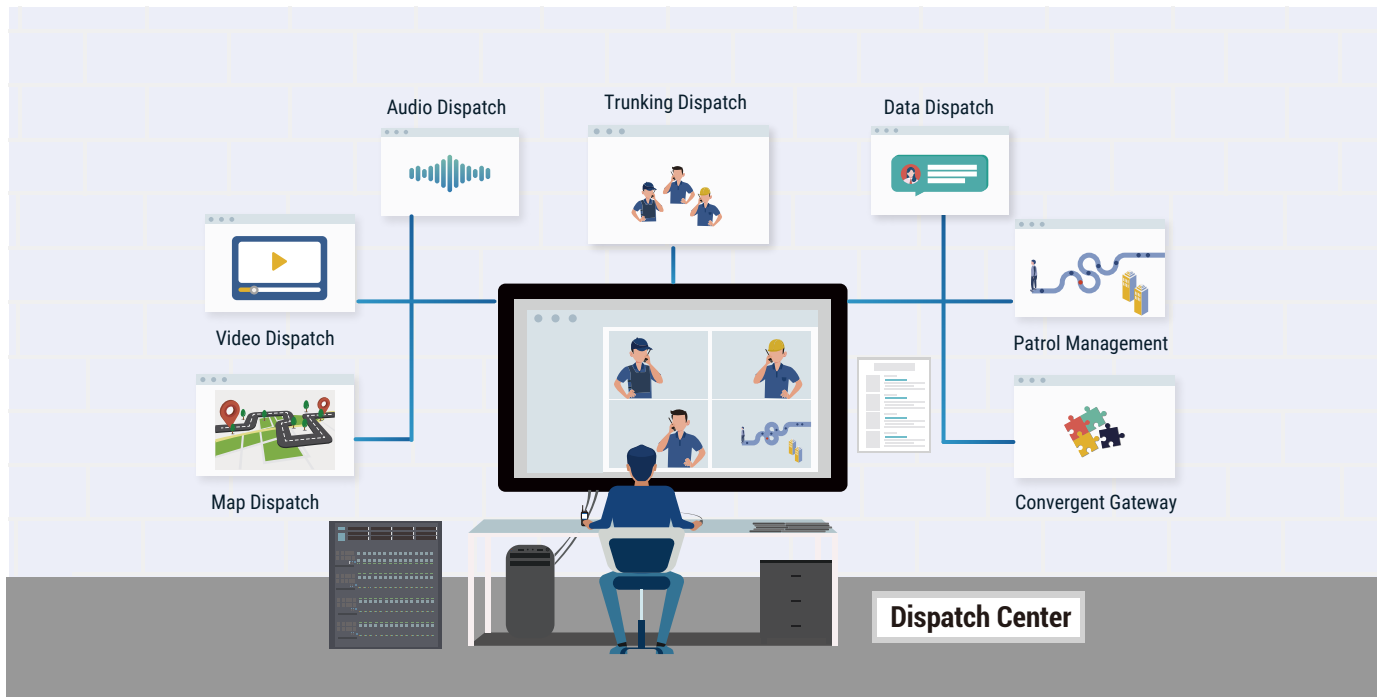 Audio Dispatch
Trunking Dispatch
Data Dispatch
Video Dispatch
Patrol Management
Map Dispatch
Convergent Gateway
Dispatch Center